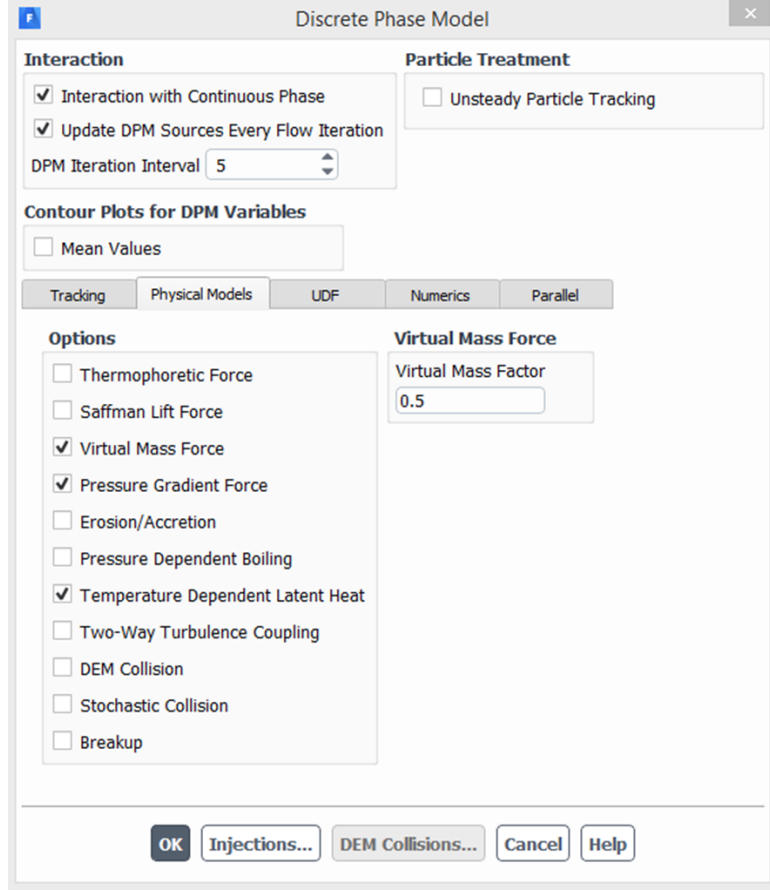 F
Discrete Phase Model
Interaction
Interaction with Continuous Phase
Update DPM Sources Every Flow Iteration
DPM Iteration Interval 5
Particle Treatment
Unsteady Particle Tracking
Contour Plots for DPM Variables
Mean Values
Tracking Physical Models UDF Numerics Parallel
Options
Thermophoretic Force
Saffman Lift Force
Virtual Mass Force
Pressure Gradient Force
Erosion/Accretion
Pressure Dependent Boiling
Temperature Dependent Latent Heat
Two-Way Turbulence Coupling
DEM Collision
Stochastic Collision
Breakup
Virtual Mass Force
Virtual Mass Factor
0.5
OK Injections... DEM Collisions... Cancel Help